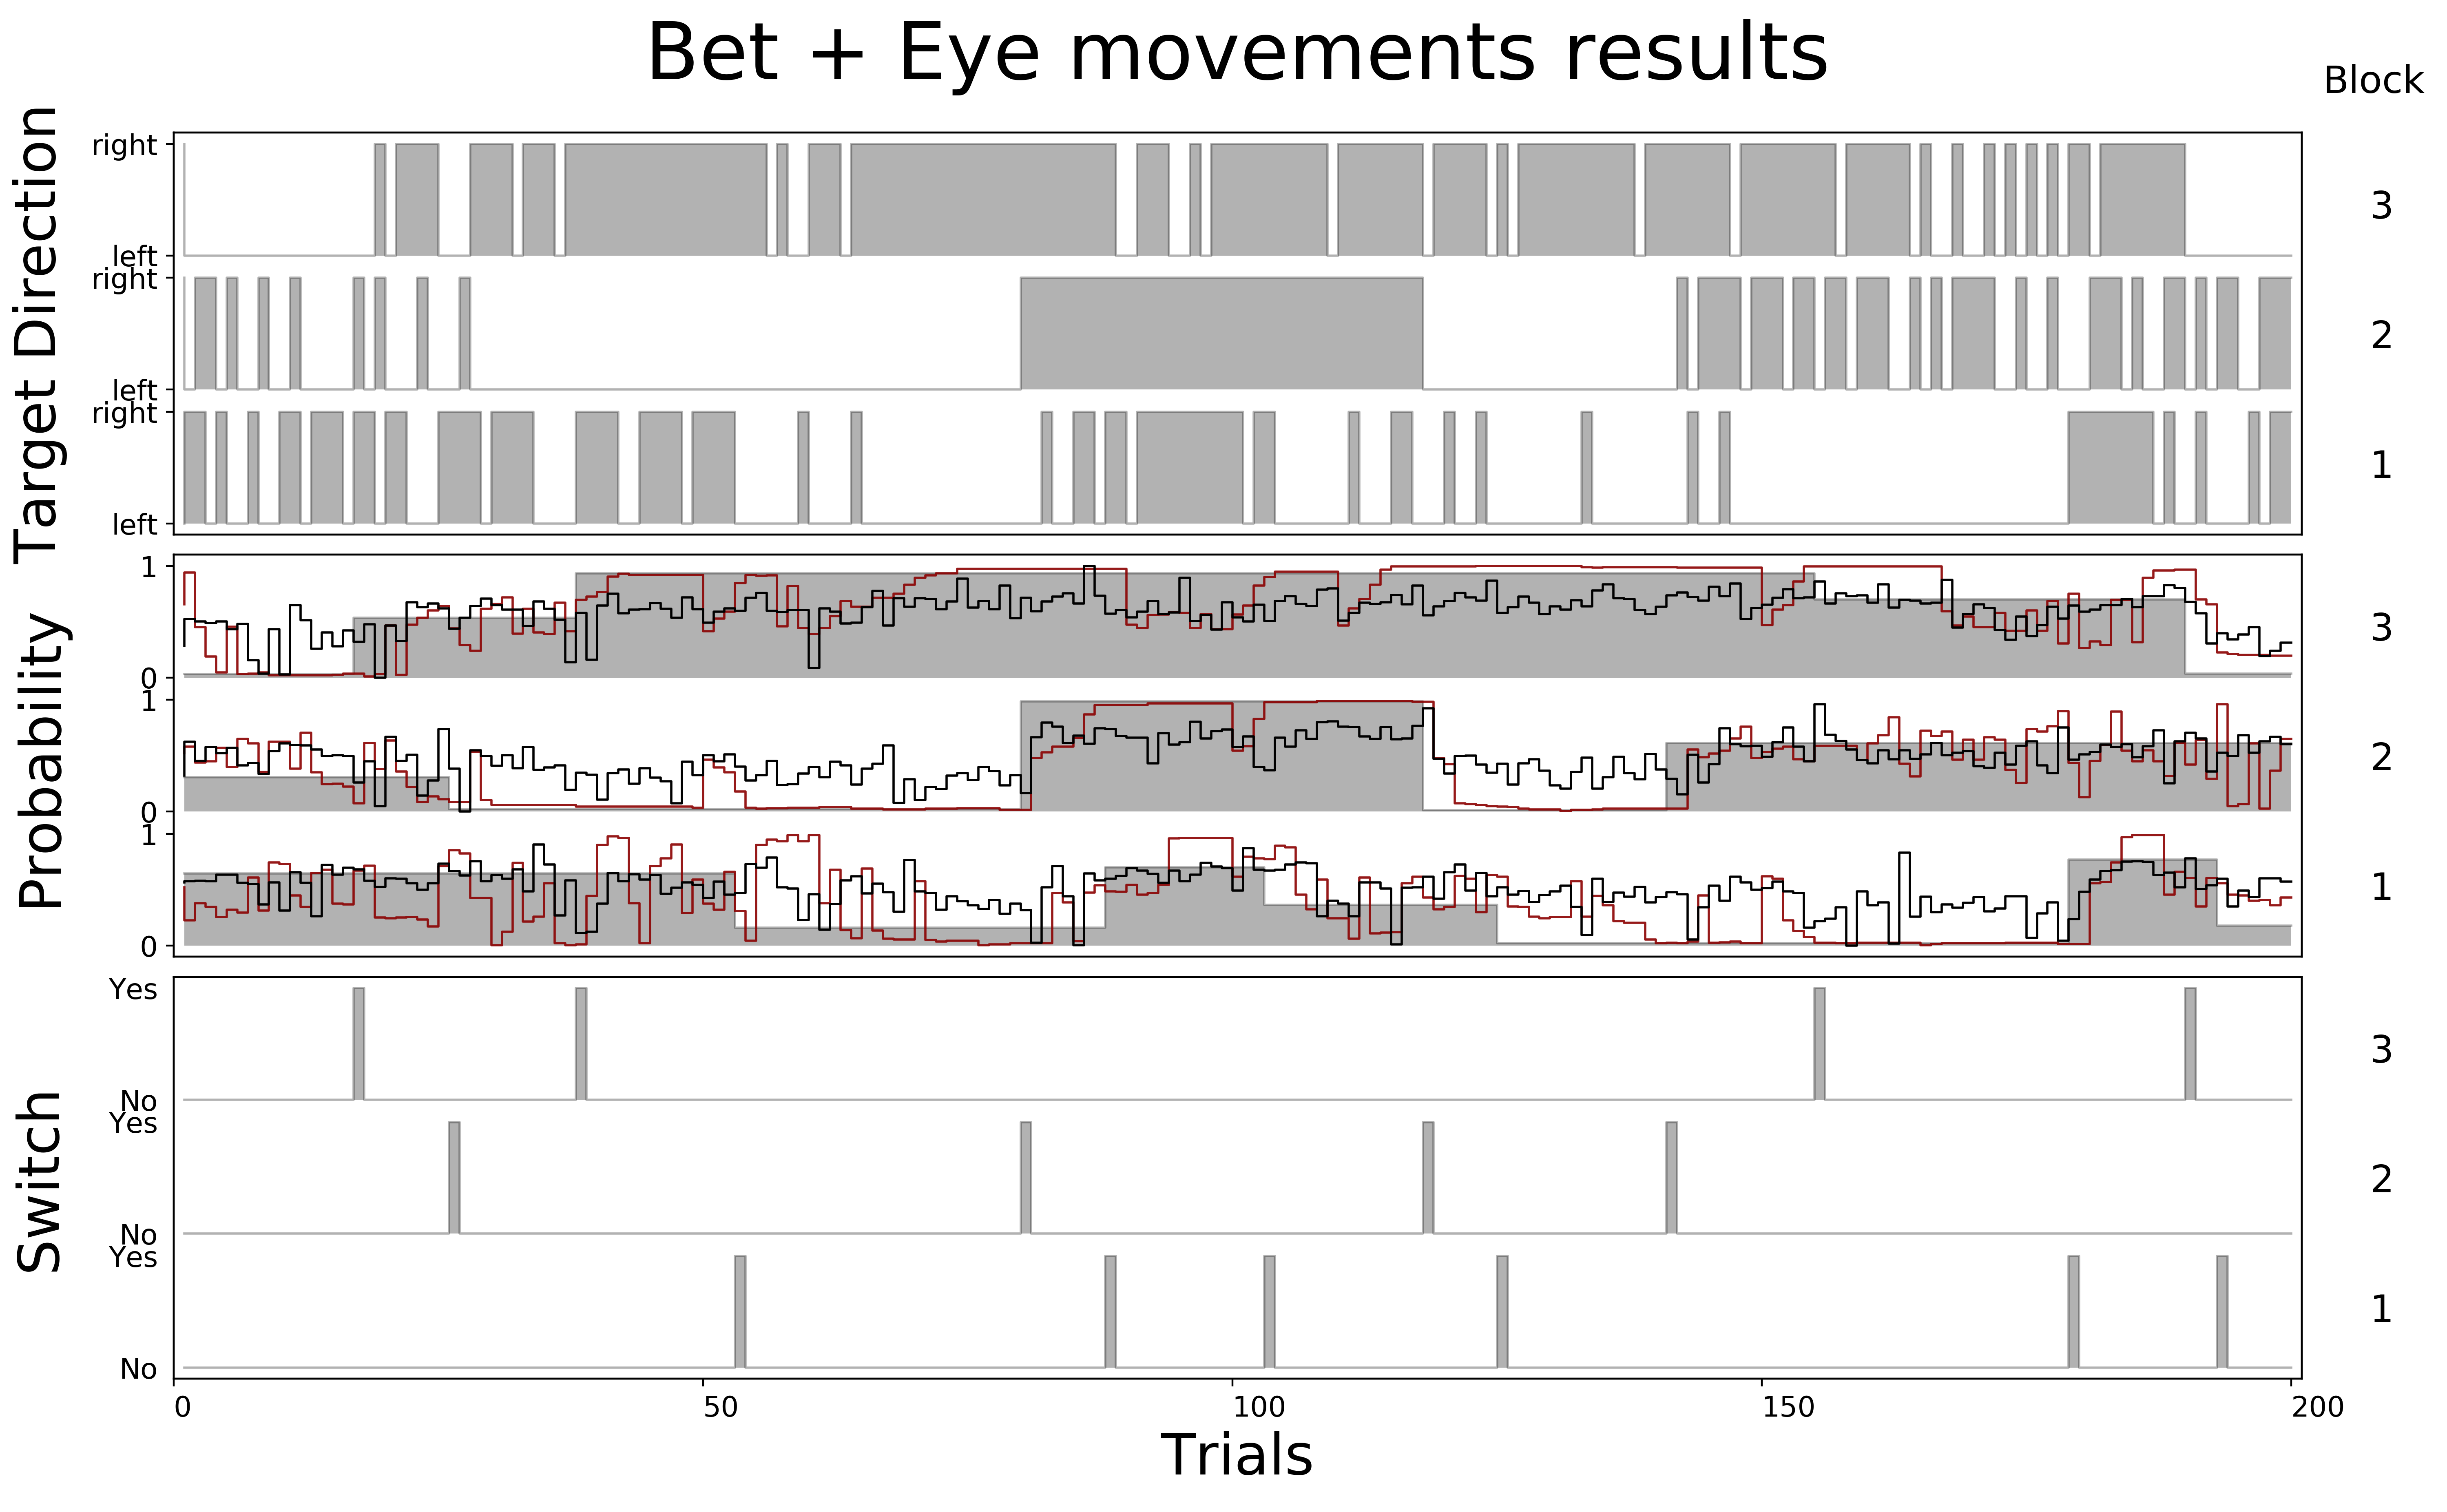 Bet + Eye movements results
Block
Target Direction
right
left
3
right
left
2
right
left
1
Probability
1
0
3
1
0
2
1
0
1
Switch
Yes
No
3
Yes
No
2
Yes
No
1
0
50
100
150
200
Trials